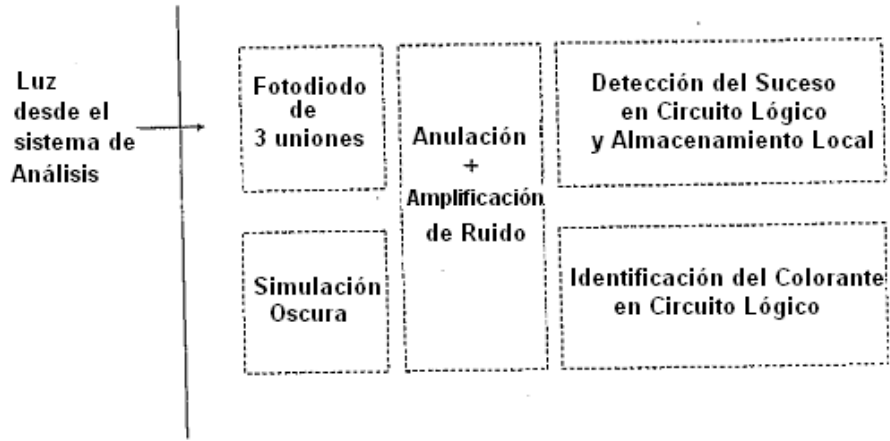 Luz
desde el
sistema de
Análisis
Fotodiodo
de
3 uniones
Simulación
Oscura
Anulación
+
Amplificación
de Ruido
Detección del Suceso
en Circuito Lógico
y Almacenamiento Local
Identificación del Colorante
en Circuito Lógico